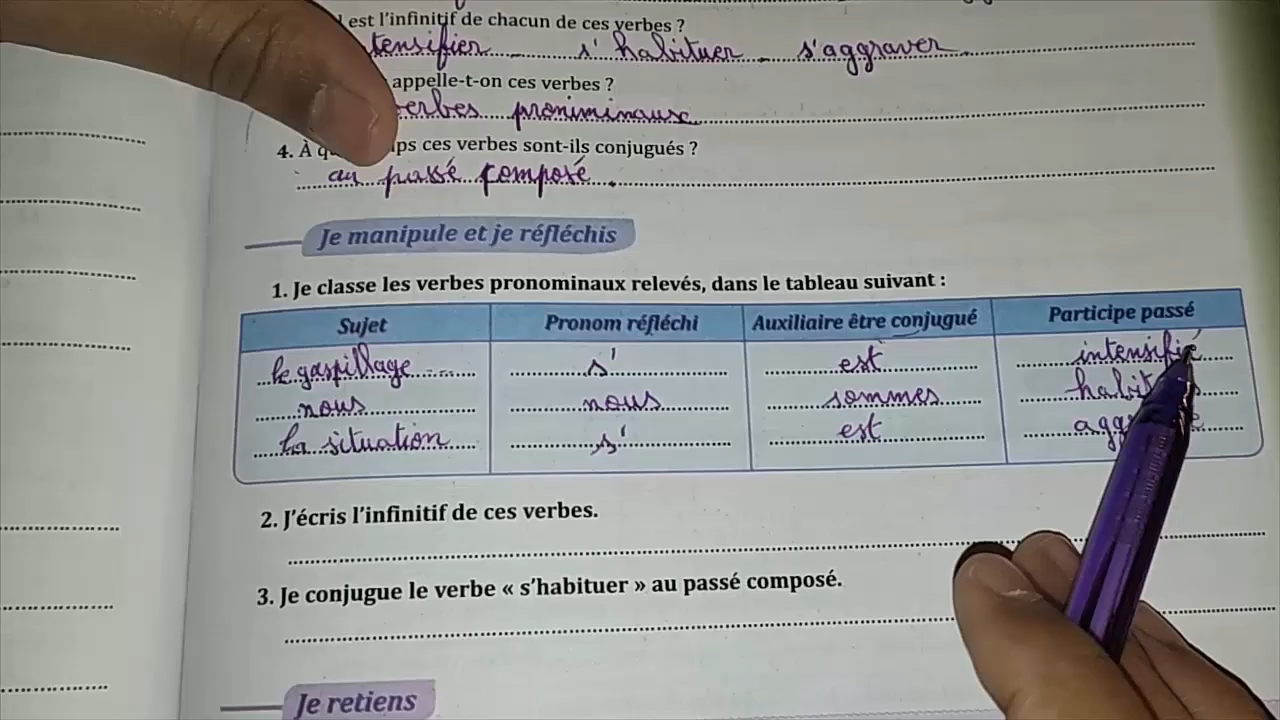 est l'infinitif de chacun de ces verbes ?
tensifier s'habituer s'aggraver
appelle-t-on ces verbes ?
verbes proniminaux
4. À ces verbes sont-ils conjugués ?
au passé composé.
Je manipule et je réfléchis
1. Je classe les verbes pronominaux relevés, dans le tableau suivant :
Sujet Pronom réfléchi Auxiliaire être conjugué Participe passé
le gaspillage s' est intensifié
nous nous sommes
la situation s' est
2. J'écris l'infinitif de ces verbes.
3. Je conjugue le verbe « s'habituer » au passé composé.
Je retiens